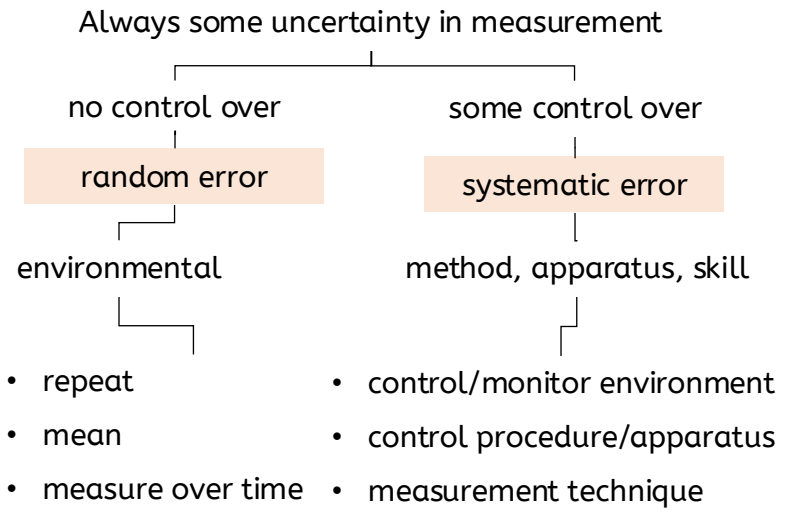 Always some uncertainty in measurement
no control over
random error
environmental
• repeat
• mean
• measure over time
some control over
systematic error
method, apparatus, skill
• control/monitor environment
• control procedure/apparatus
• measurement technique